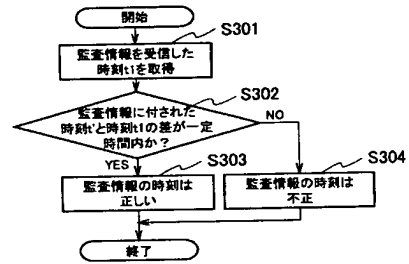 開始
S301
監査情報を受信した
時刻t1を取得
S302
監査情報に付された
時刻t'と時刻t1の差が一定
時間内か？
NO
YES
S303
S304
監査情報の時刻は
正しい
監査情報の時刻は
不正
終了